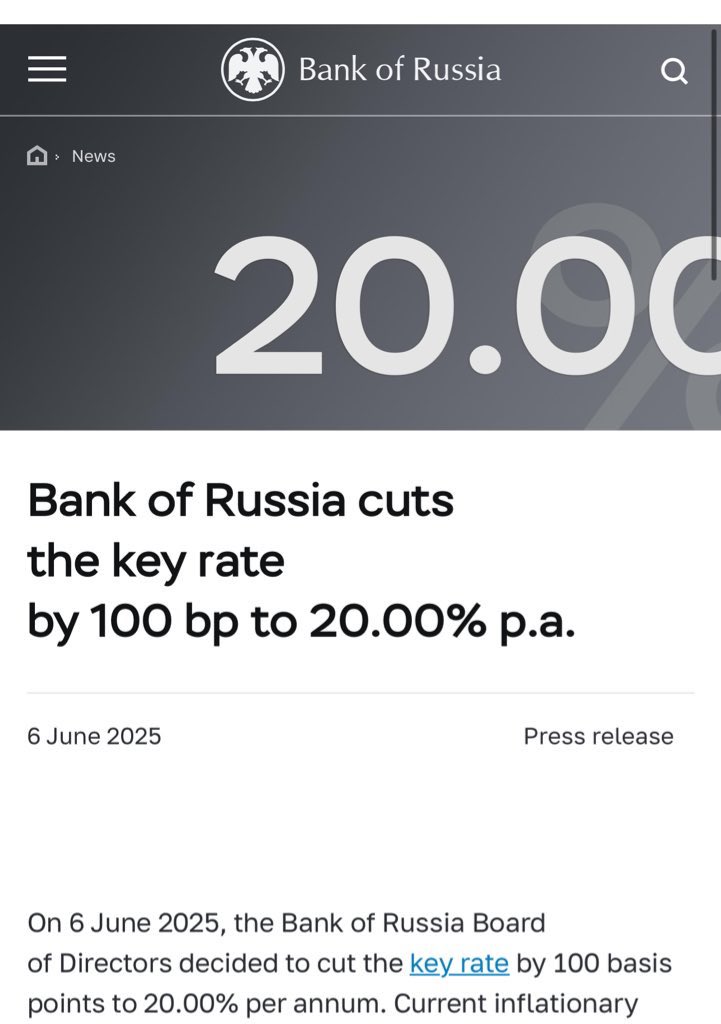 Bank of Russia
News
20.00
%
Bank of Russia cuts
the key rate
by 100 bp to 20.00% p.a.
6 June 2025
Press release
On 6 June 2025, the Bank of Russia Board
of Directors decided to cut the key rate by 100 basis
points to 20.00% per annum. Current inflationary